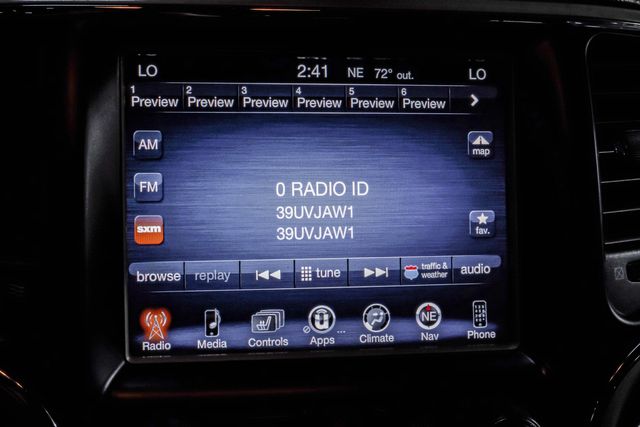 LO 2:41 NE 72° out. LO
1 Preview 2 Preview 3 Preview 4 Preview 5 Preview 6 Preview
AM
map
0 RADIO ID
FM
39UVJAW1
sxm
39UVJAW1
fav.
browse replay tune traffic & weather audio
NE
Radio Media Controls Apps ... Climate Nav Phone